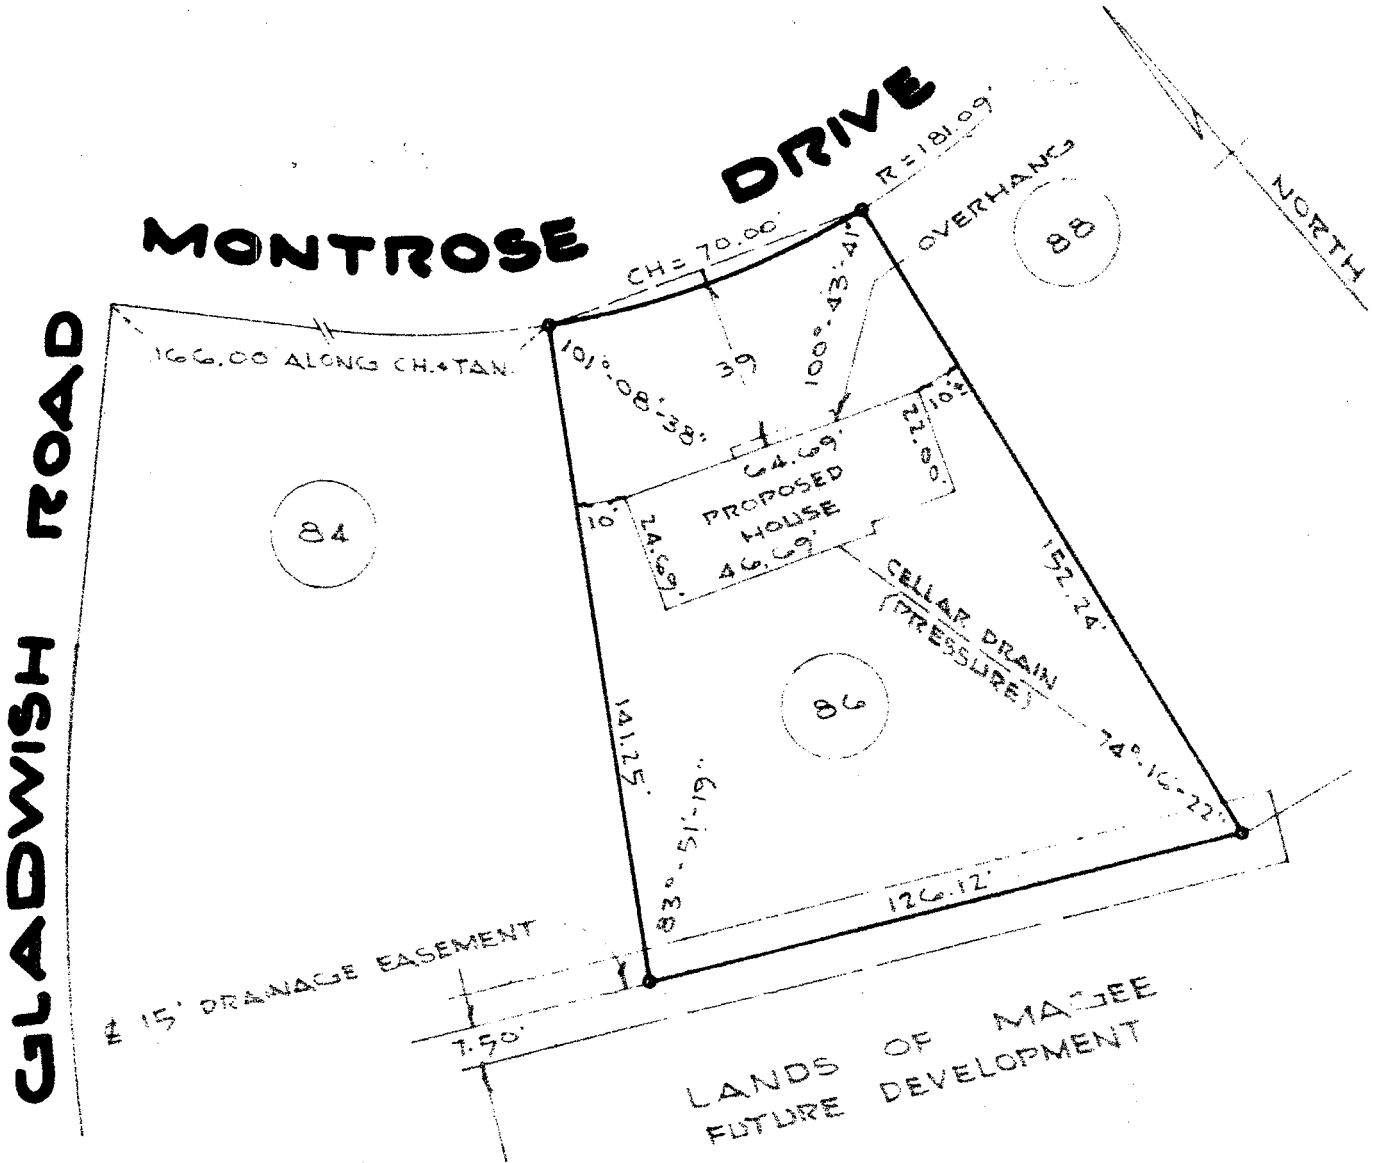 MONTROSE DRIVE
GLADWISH ROAD
R = 181.09'
OVERHANG
88
NORTH
CH = 70.00'
166.00' ALONG CH. & TAN.
101°-08'-38"
39
10'±
22.00'
64.69'
PROPOSED
HOUSE
46.69'
10'
24.69'
84
CELLAR DRAIN
(PRESSURE)
152.24'
86
141.25'
74°-16'-22"
83°-51'-19"
126.12'
15' DRAINAGE EASEMENT
7.50'
LANDS OF MAGEE
FUTURE DEVELOPMENT